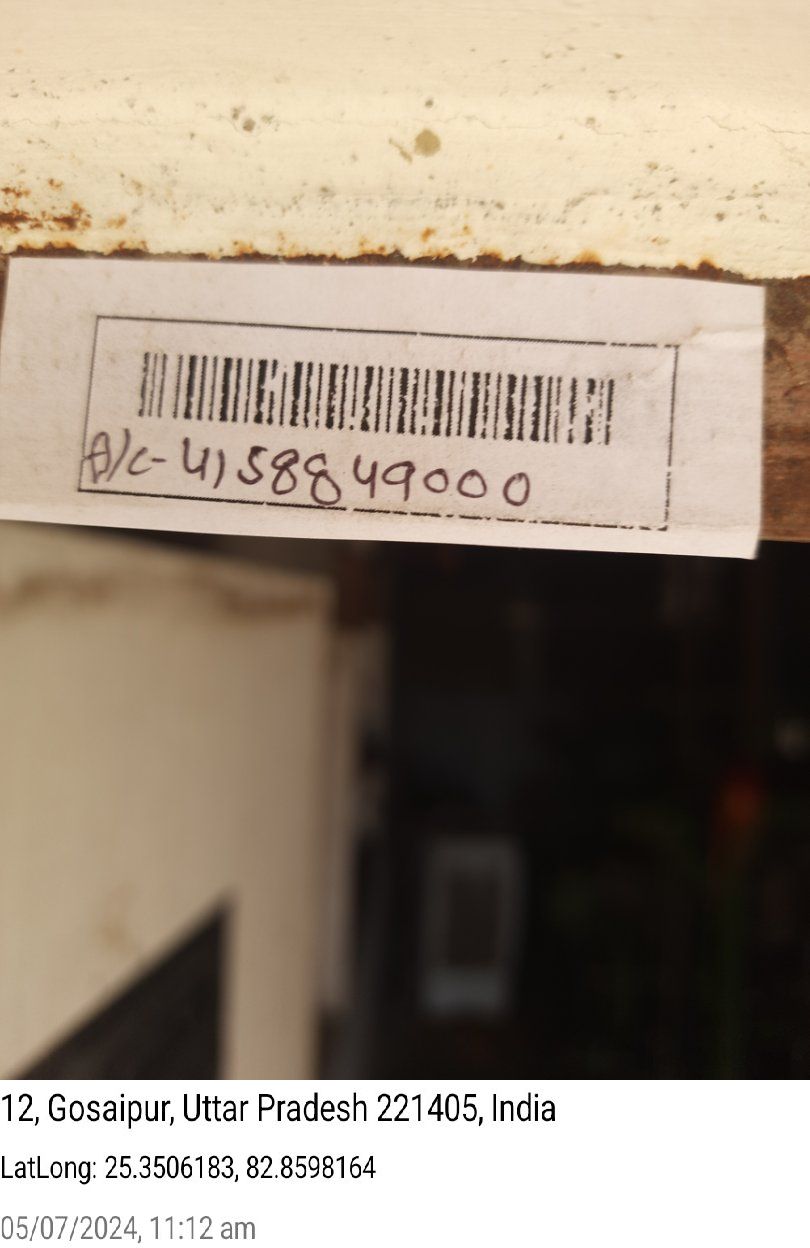 A/c- 4158849000
12, Gosaipur, Uttar Pradesh 221405, India
LatLong: 25.3506183, 82.8598164
05/07/2024, 11:12 am